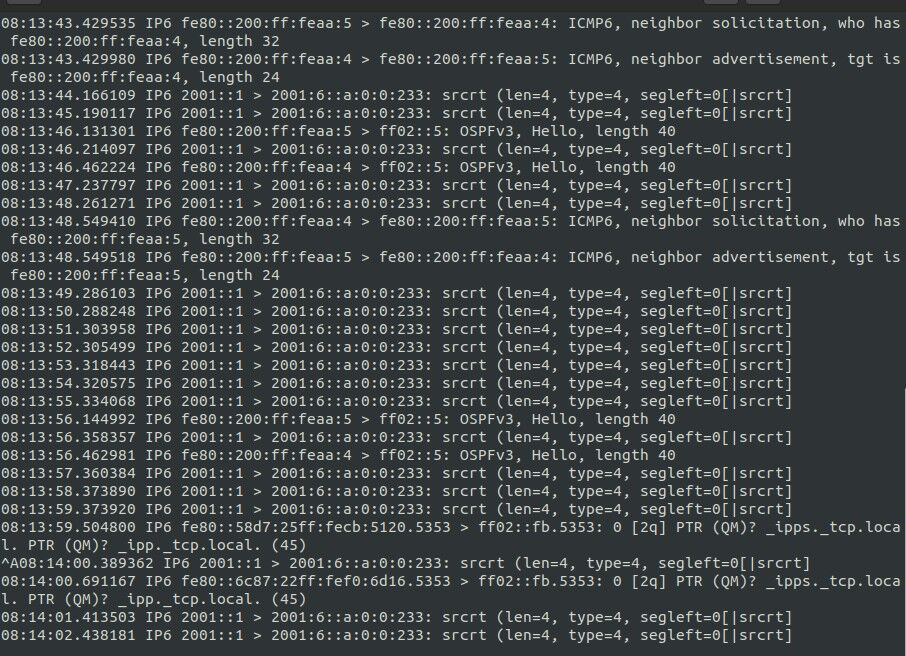 08:13:43.429535 IP6 fe80::200:ff:feaa:5 > fe80::200:ff:feaa:4: ICMP6, neighbor solicitation, who has
fe80::200:ff:feaa:4, length 32
08:13:43.429980 IP6 fe80::200:ff:feaa:4 > fe80::200:ff:feaa:5: ICMP6, neighbor advertisement, tgt is
fe80::200:ff:feaa:4, length 24
08:13:44.166109 IP6 2001::1 > 2001:6::a:0:0:233: srcrt (len=4, type=4, segleft=0[|srcrt]
08:13:45.190117 IP6 2001::1 > 2001:6::a:0:0:233: srcrt (len=4, type=4, segleft=0[|srcrt]
08:13:46.131301 IP6 fe80::200:ff:feaa:5 > ff02::5: OSPFv3, Hello, length 40
08:13:46.214097 IP6 2001::1 > 2001:6::a:0:0:233: srcrt (len=4, type=4, segleft=0[|srcrt]
08:13:46.462224 IP6 fe80::200:ff:feaa:4 > ff02::5: OSPFv3, Hello, length 40
08:13:47.237797 IP6 2001::1 > 2001:6::a:0:0:233: srcrt (len=4, type=4, segleft=0[|srcrt]
08:13:48.261271 IP6 2001::1 > 2001:6::a:0:0:233: srcrt (len=4, type=4, segleft=0[|srcrt]
08:13:48.549410 IP6 fe80::200:ff:feaa:4 > fe80::200:ff:feaa:5: ICMP6, neighbor solicitation, who has
fe80::200:ff:feaa:5, length 32
08:13:48.549518 IP6 fe80::200:ff:feaa:5 > fe80::200:ff:feaa:4: ICMP6, neighbor advertisement, tgt is
fe80::200:ff:feaa:5, length 24
08:13:49.286103 IP6 2001::1 > 2001:6::a:0:0:233: srcrt (len=4, type=4, segleft=0[|srcrt]
08:13:50.288248 IP6 2001::1 > 2001:6::a:0:0:233: srcrt (len=4, type=4, segleft=0[|srcrt]
08:13:51.303958 IP6 2001::1 > 2001:6::a:0:0:233: srcrt (len=4, type=4, segleft=0[|srcrt]
08:13:52.305499 IP6 2001::1 > 2001:6::a:0:0:233: srcrt (len=4, type=4, segleft=0[|srcrt]
08:13:53.318443 IP6 2001::1 > 2001:6::a:0:0:233: srcrt (len=4, type=4, segleft=0[|srcrt]
08:13:54.320575 IP6 2001::1 > 2001:6::a:0:0:233: srcrt (len=4, type=4, segleft=0[|srcrt]
08:13:55.334068 IP6 2001::1 > 2001:6::a:0:0:233: srcrt (len=4, type=4, segleft=0[|srcrt]
08:13:56.144992 IP6 fe80::200:ff:feaa:5 > ff02::5: OSPFv3, Hello, length 40
08:13:56.358357 IP6 2001::1 > 2001:6::a:0:0:233: srcrt (len=4, type=4, segleft=0[|srcrt]
08:13:56.462981 IP6 fe80::200:ff:feaa:4 > ff02::5: OSPFv3, Hello, length 40
08:13:57.360384 IP6 2001::1 > 2001:6::a:0:0:233: srcrt (len=4, type=4, segleft=0[|srcrt]
08:13:58.373890 IP6 2001::1 > 2001:6::a:0:0:233: srcrt (len=4, type=4, segleft=0[|srcrt]
08:13:59.373920 IP6 2001::1 > 2001:6::a:0:0:233: srcrt (len=4, type=4, segleft=0[|srcrt]
08:13:59.504800 IP6 fe80::58d7:25ff:fecb:5120.5353 > ff02::fb.5353: 0 [2q] PTR (QM)? _ipps._tcp.loca
l. PTR (QM)? _ipp._tcp.local. (45)
^A08:14:00.389362 IP6 2001::1 > 2001:6::a:0:0:233: srcrt (len=4, type=4, segleft=0[|srcrt]
08:14:00.691167 IP6 fe80::6c87:22ff:fef0:6d16.5353 > ff02::fb.5353: 0 [2q] PTR (QM)? _ipps._tcp.loca
l. PTR (QM)? _ipp._tcp.local. (45)
08:14:01.413503 IP6 2001::1 > 2001:6::a:0:0:233: srcrt (len=4, type=4, segleft=0[|srcrt]
08:14:02.438181 IP6 2001::1 > 2001:6::a:0:0:233: srcrt (len=4, type=4, segleft=0[|srcrt]